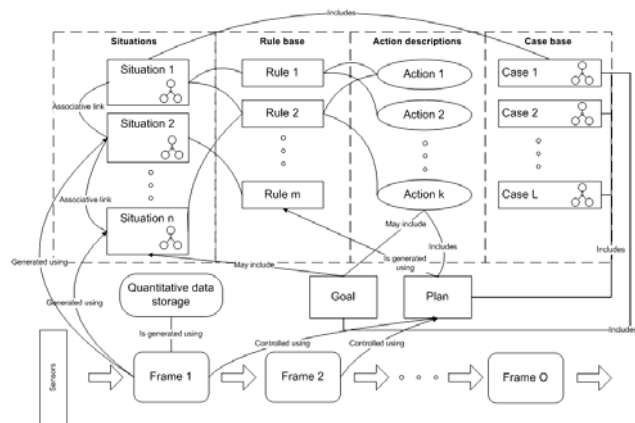 Includes
Situations
Rule base
Action descriptions
Case base
Situation 1
Rule 1
Action 1
Case 1
Associative link
Situation 2
Rule 2
Action 2
Case 2
Associative link
Situation n
Rule m
Action k
Case L
May include
Is generated
using
Includes
Includes
Generated using
May include
Generated using
Quantitative data
storage
Goal
Plan
Is generated using
Controlled using
Controlled using
Includes
Sensors
Frame 1
Frame 2
Frame O